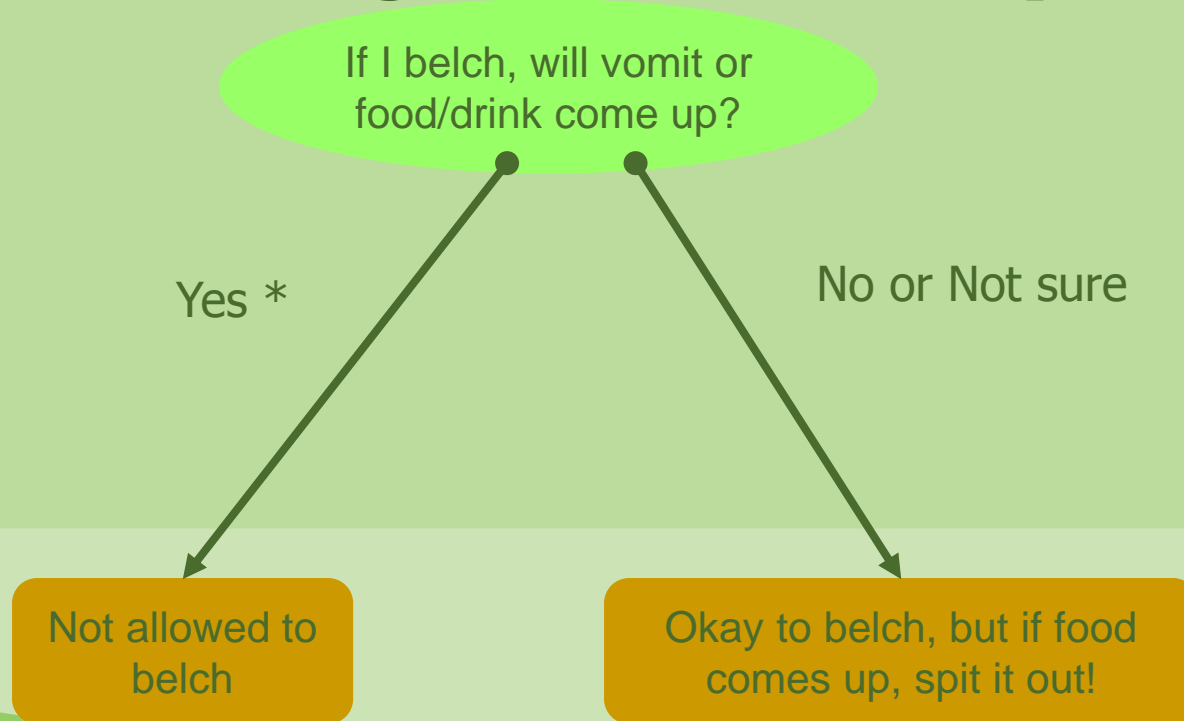 If I belch, will vomit or
food/drink come up?
Yes *
No or Not sure
Not allowed to
belch
Okay to belch, but if food
comes up, spit it out!